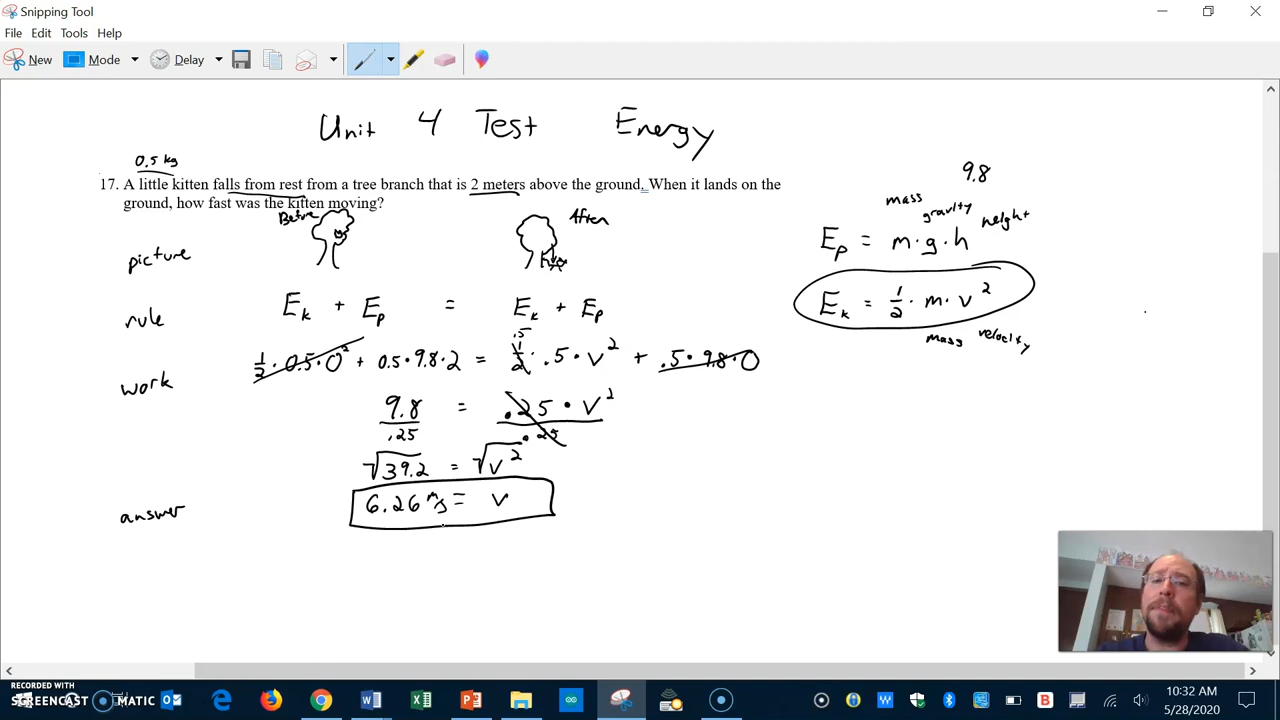 Snipping Tool
File Edit Tools Help
New Mode Delay
Unit 4 Test Energy
0.5 kg
17. A little kitten falls from rest from a tree branch that is 2 meters above the ground. When it lands on the
ground, how fast was the kitten moving?
Before After
picture
rule Ek + Ep = Ek + Ep
.5
work 1/2 · 0.5 · 0² + 0.5 · 9.8 · 2 = 1/2 · .5 · v² + .5 · 9.8 · 0
9.8 = .25 · v²
.25 .25
√39.2 = √v²
answer 6.26 m/s = v
9.8
mass gravity height
Ep = m · g · h
Ek = 1/2 · m · v²
mass velocity
RECORDED WITH
SCREENCAST MATIC
10:32 AM
5/28/2020